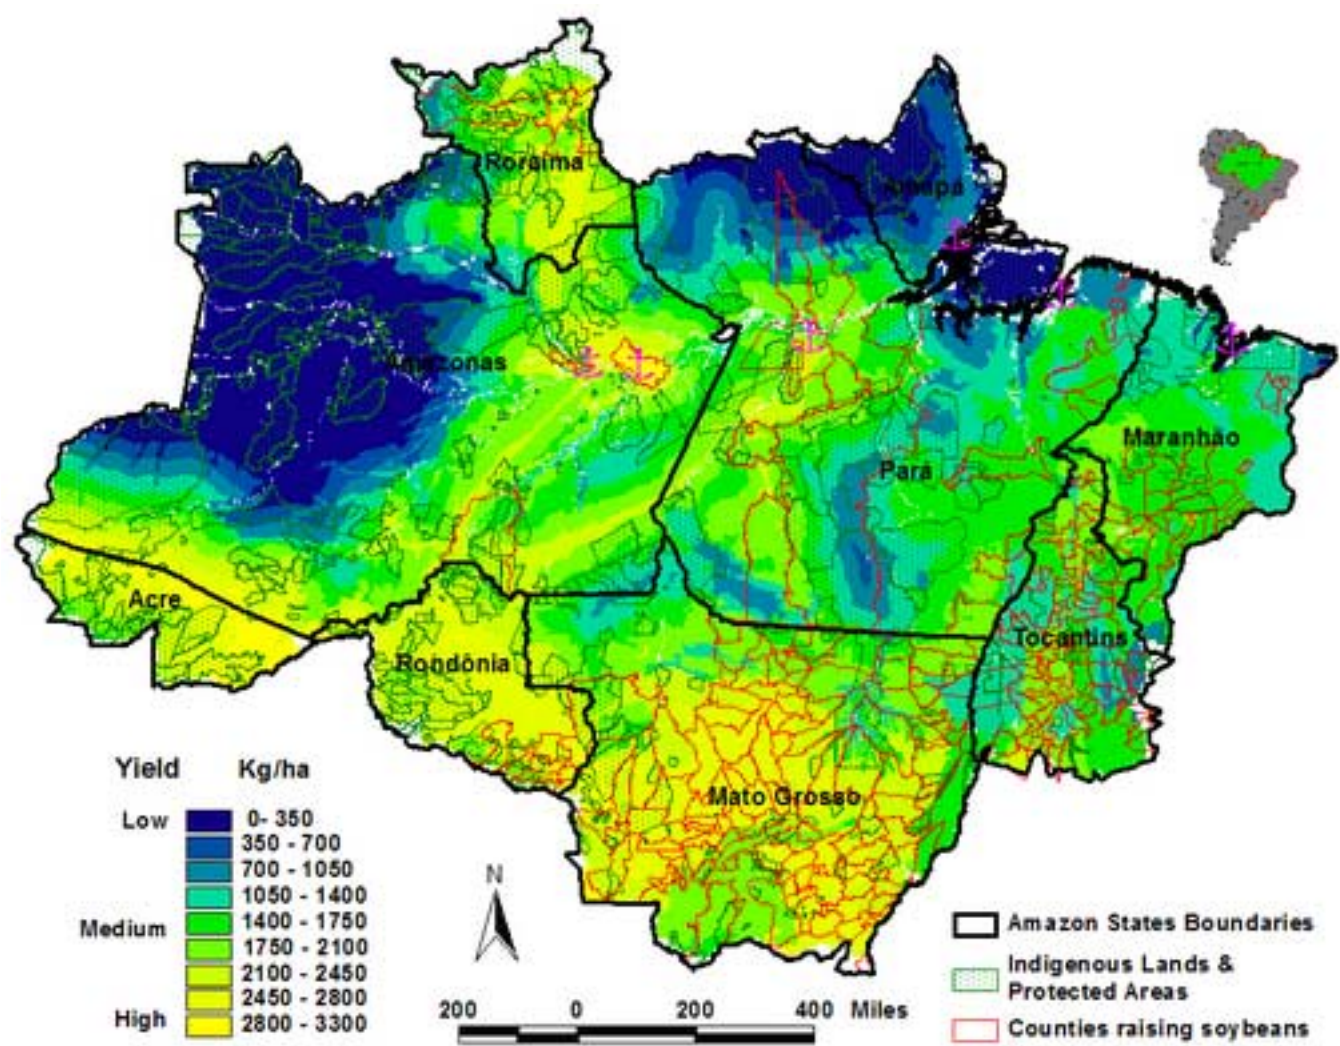 Roraima
Amapá
Amazonas
Maranhão
Pará
Acre
Tocantins
Rondônia
Mato Grosso
Yield Kg/ha
Low 0- 350
350 - 700
700 - 1050
1050 - 1400
Medium 1400 - 1750
1750 - 2100
2100 - 2450
2450 - 2800
High 2800 - 3300
N
200 0 200 400 Miles
Amazon States Boundaries
Indigenous Lands &
Protected Areas
Counties raising soybeans